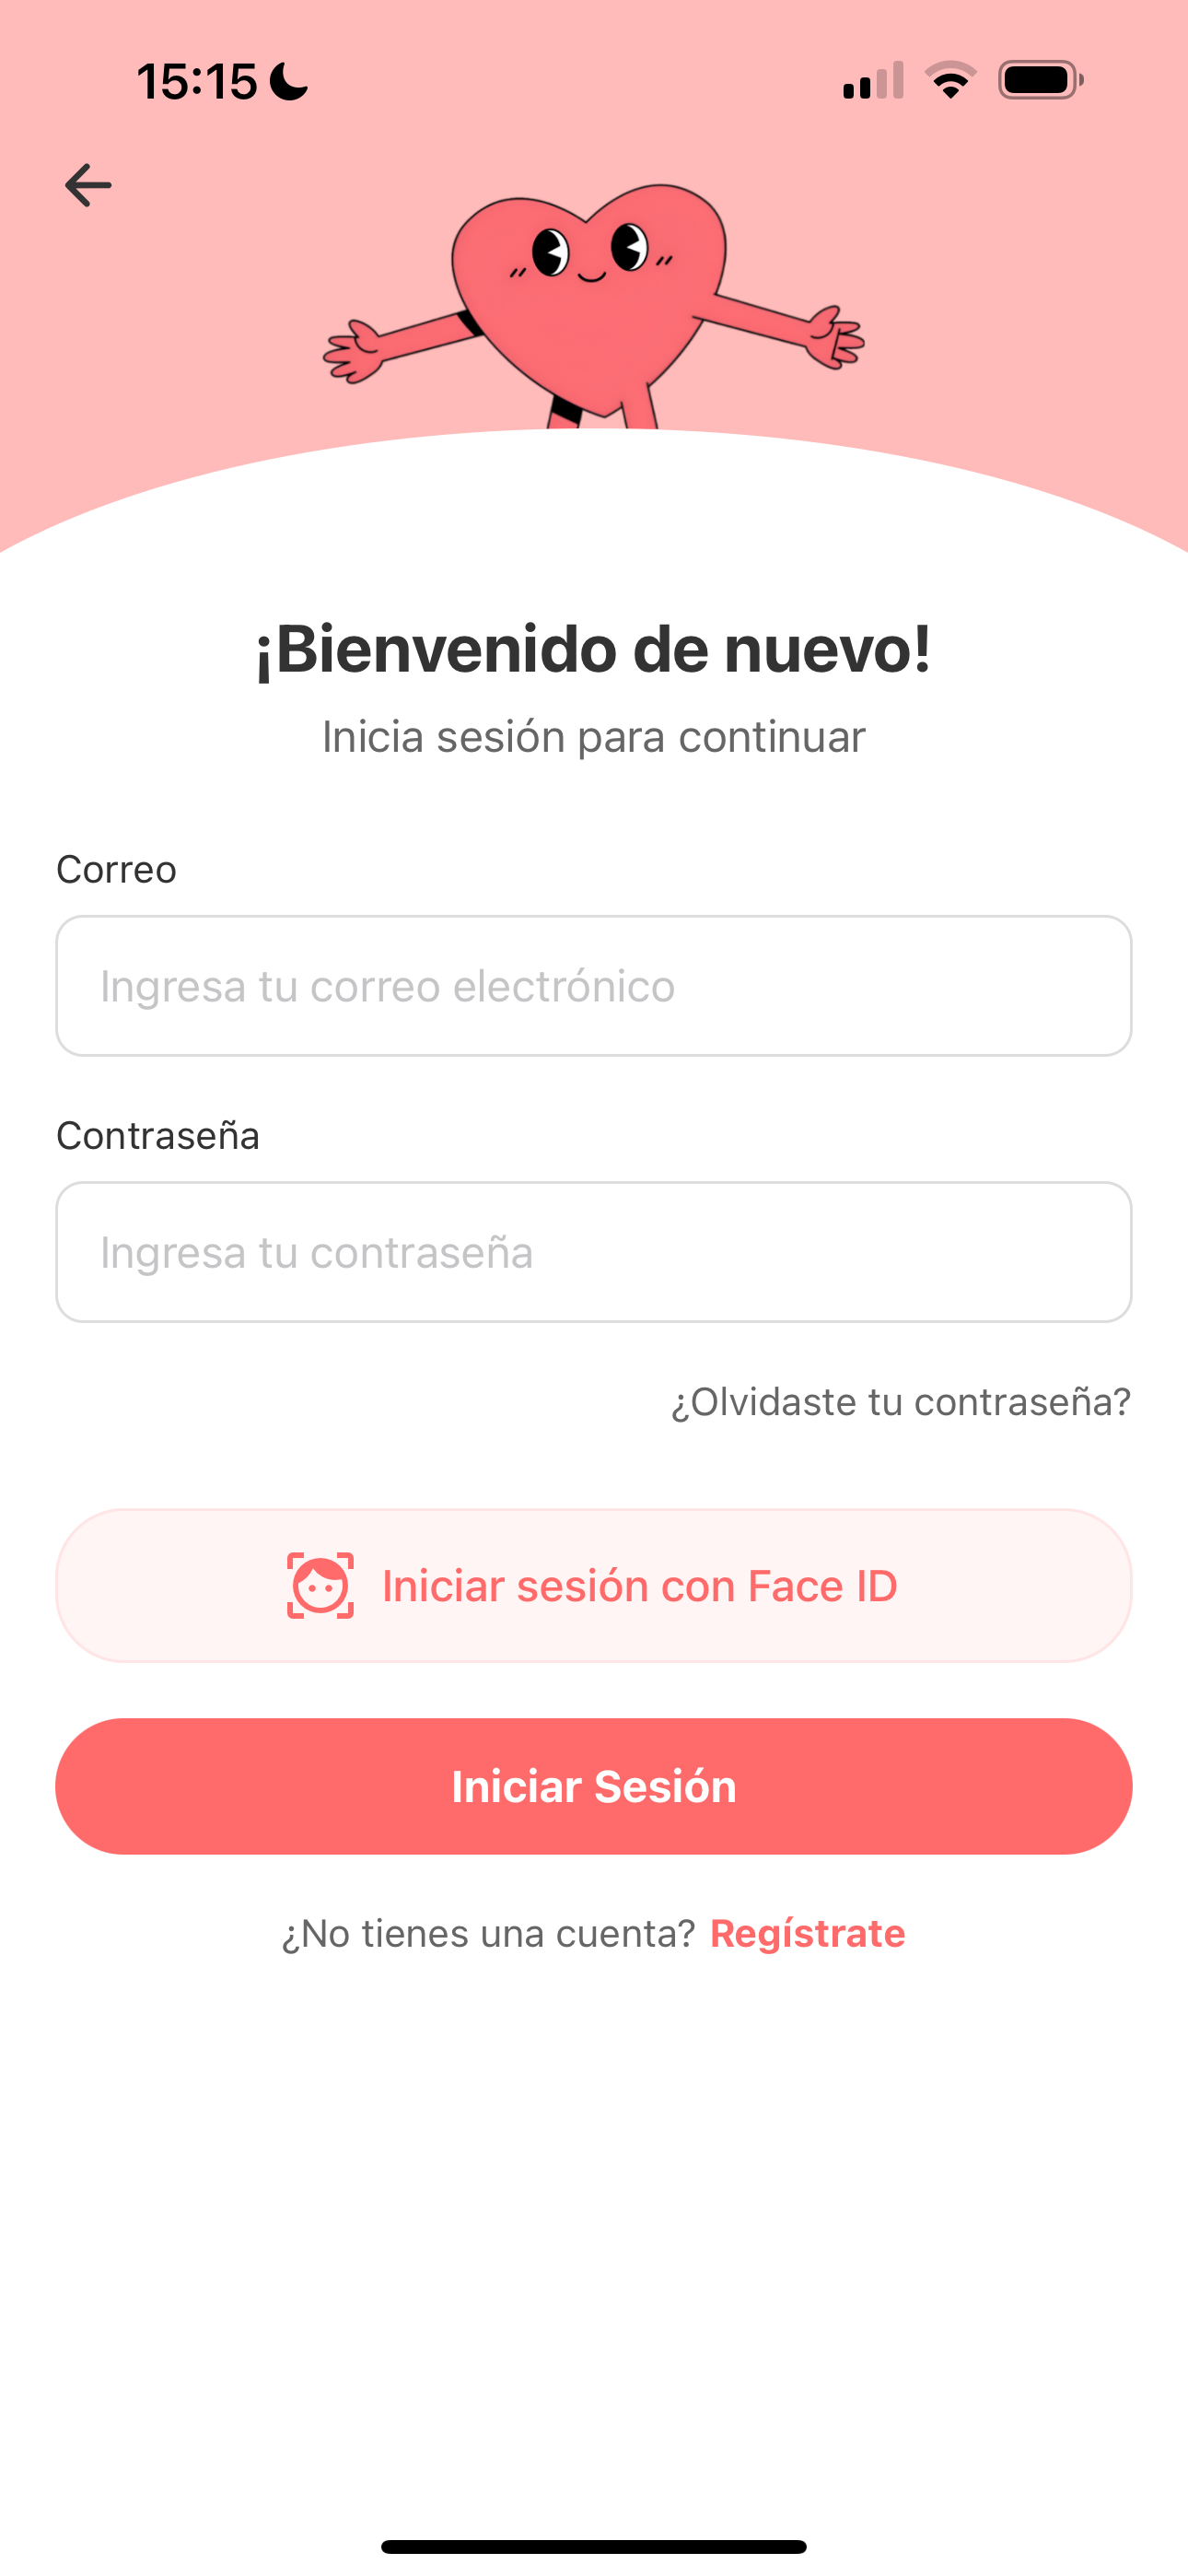 15:15
¡Bienvenido de nuevo!
Inicia sesión para continuar
Correo
Ingresa tu correo electrónico
Contraseña
Ingresa tu contraseña
¿Olvidaste tu contraseña?
Iniciar sesión con Face ID
Iniciar Sesión
¿No tienes una cuenta? Regístrate